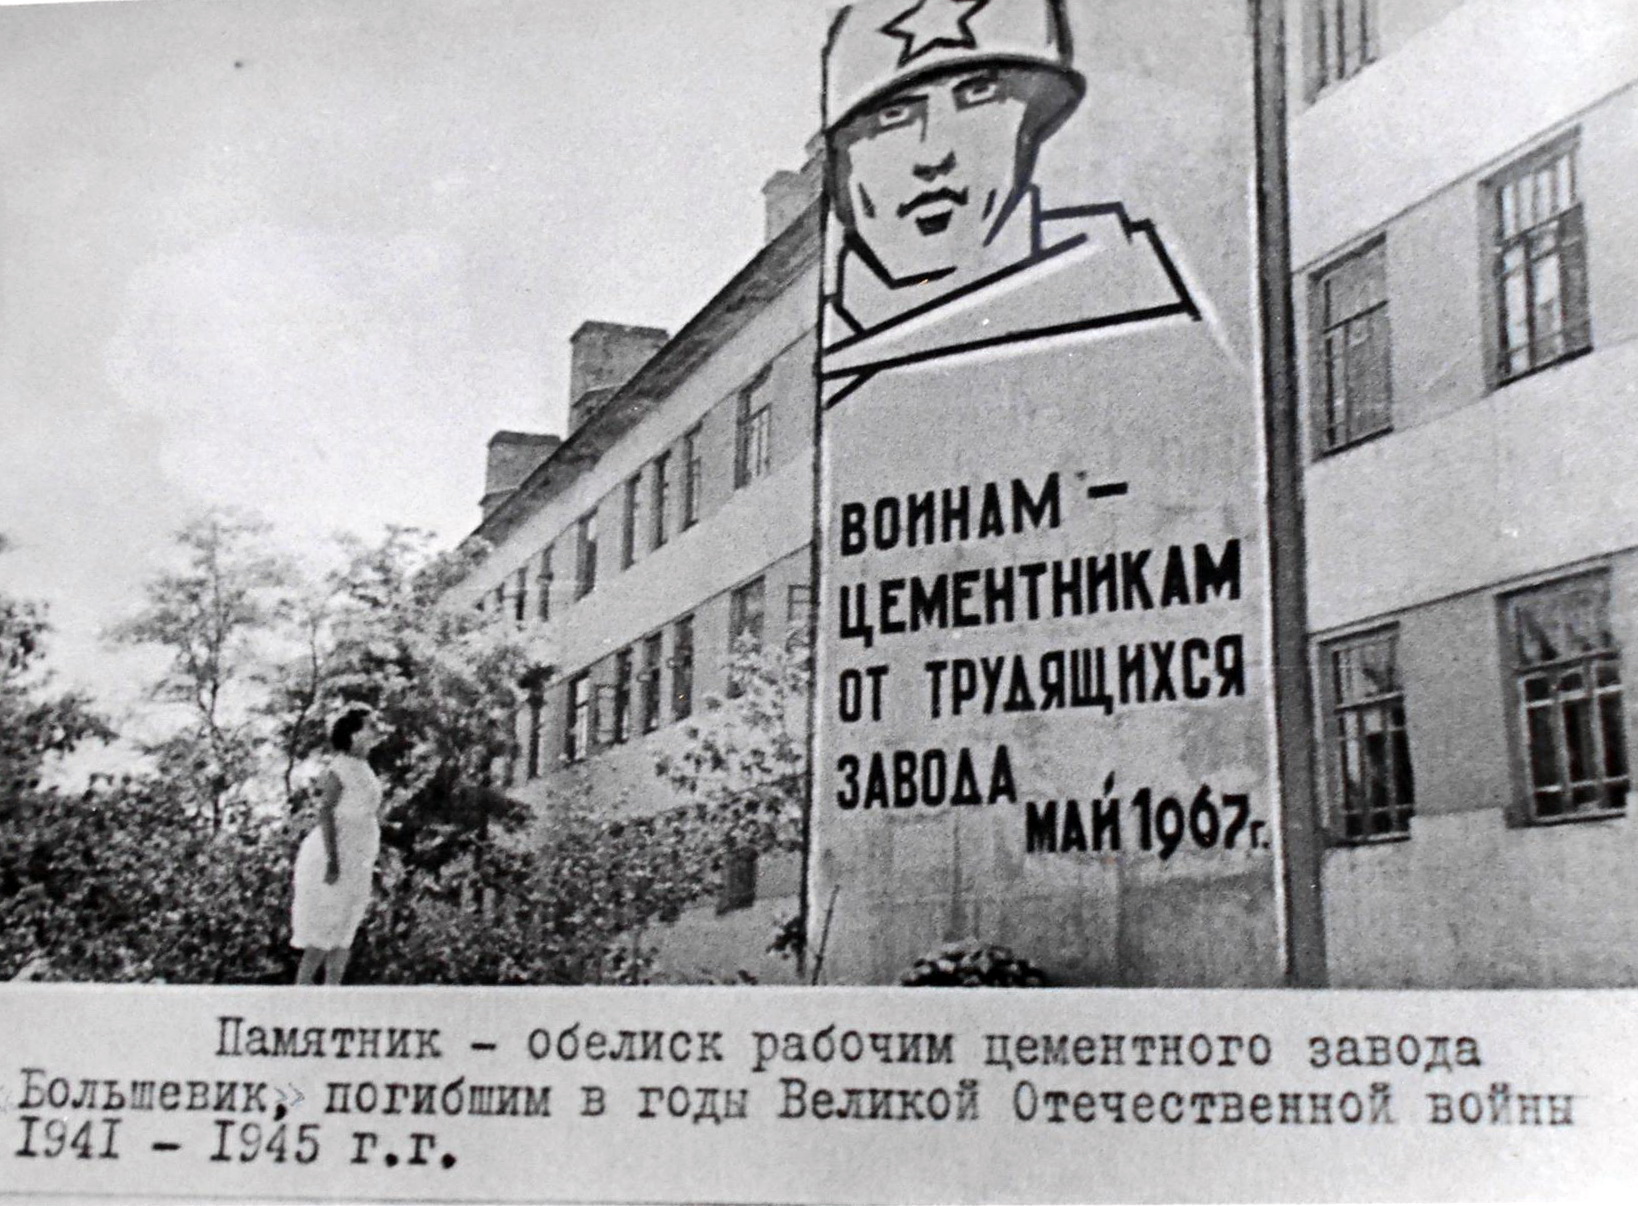 ВОИНАМ –
ЦЕМЕНТНИКАМ
ОТ ТРУДЯЩИХСЯ
ЗАВОДА
МАЙ 1967г.
Памятник – обелиск рабочим цементного завода
«Большевик», погибшим в годы Великой Отечественной войны
1941 – 1945 г.г.